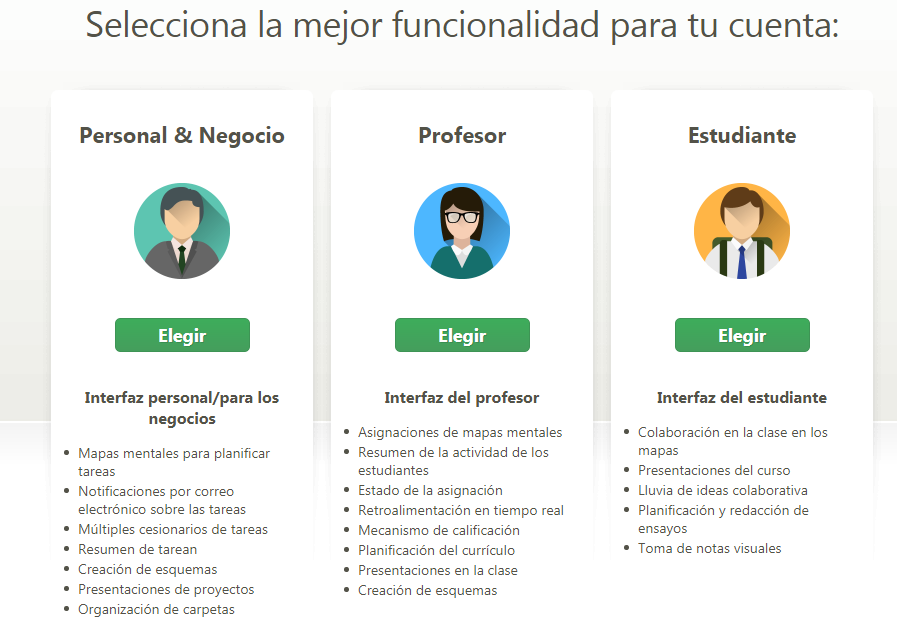 Selecciona la mejor funcionalidad para tu cuenta:
Personal & Negocio
Elegir
Interfaz personal/para los
negocios
Mapas mentales para planificar
tareas
Notificaciones por correo
electrónico sobre las tareas
Múltiples cesionarios de tareas
Resumen de tarean
Creación de esquemas
Presentaciones de proyectos
Organización de carpetas
Profesor
Elegir
Interfaz del profesor
Asignaciones de mapas mentales
Resumen de la actividad de los
estudiantes
Estado de la asignación
Retroalimentación en tiempo real
Mecanismo de calificación
Planificación del currículo
Presentaciones en la clase
Creación de esquemas
Estudiante
Elegir
Interfaz del estudiante
Colaboración en la clase en los
mapas
Presentaciones del curso
Lluvia de ideas colaborativa
Planificación y redacción de
ensayos
Toma de notas visuales